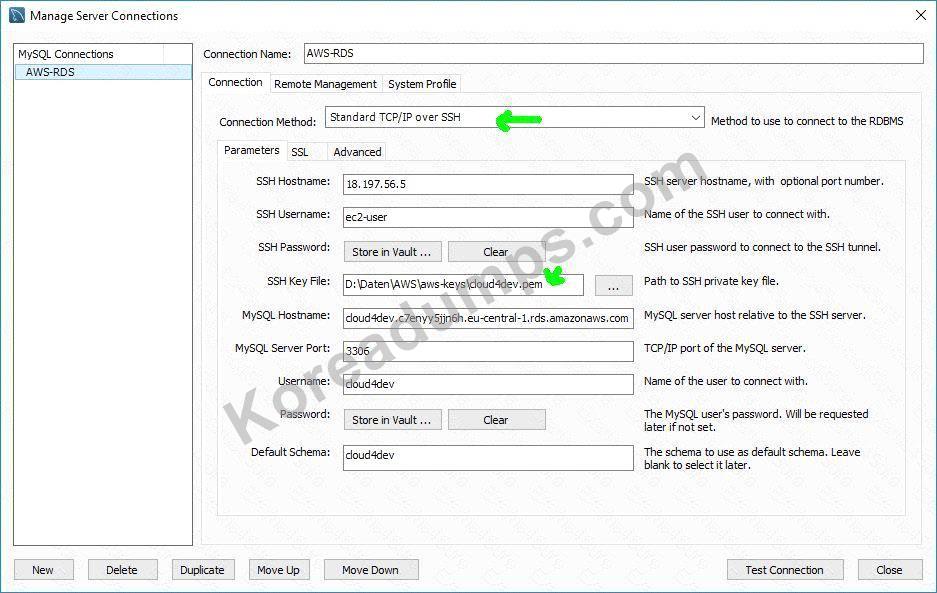 Manage Server Connections
MySQL Connections
AWS-RDS
Connection Name:
AWS-RDS
Connection
Remote Management
System Profile
Connection Method:
Standard TCP/IP over SSH
Method to use to connect to the RDBMS
Parameters
SSL
Advanced
SSH Hostname:
18.197.56.5
SSH server hostname, with optional port number.
SSH Username:
ec2-user
Name of the SSH user to connect with.
SSH Password:
Store in Vault ...
Clear
SSH user password to connect to the SSH tunnel.
SSH Key File:
D:\Daten\AWS\aws-keys\cloud4dev.pem
...
Path to SSH private key file.
MySQL Hostname:
cloud4dev.c7enyy5jjn6h.eu-central-1.rds.amazonaws.com
MySQL server host relative to the SSH server.
MySQL Server Port:
3306
TCP/IP port of the MySQL server.
Username:
cloud4dev
Name of the user to connect with.
Password:
Store in Vault ...
Clear
The MySQL user's password. Will be requested
later if not set.
Default Schema:
cloud4dev
The schema to use as default schema. Leave
blank to select it later.
Koreadumps.com
New
Delete
Duplicate
Move Up
Move Down
Test Connection
Close